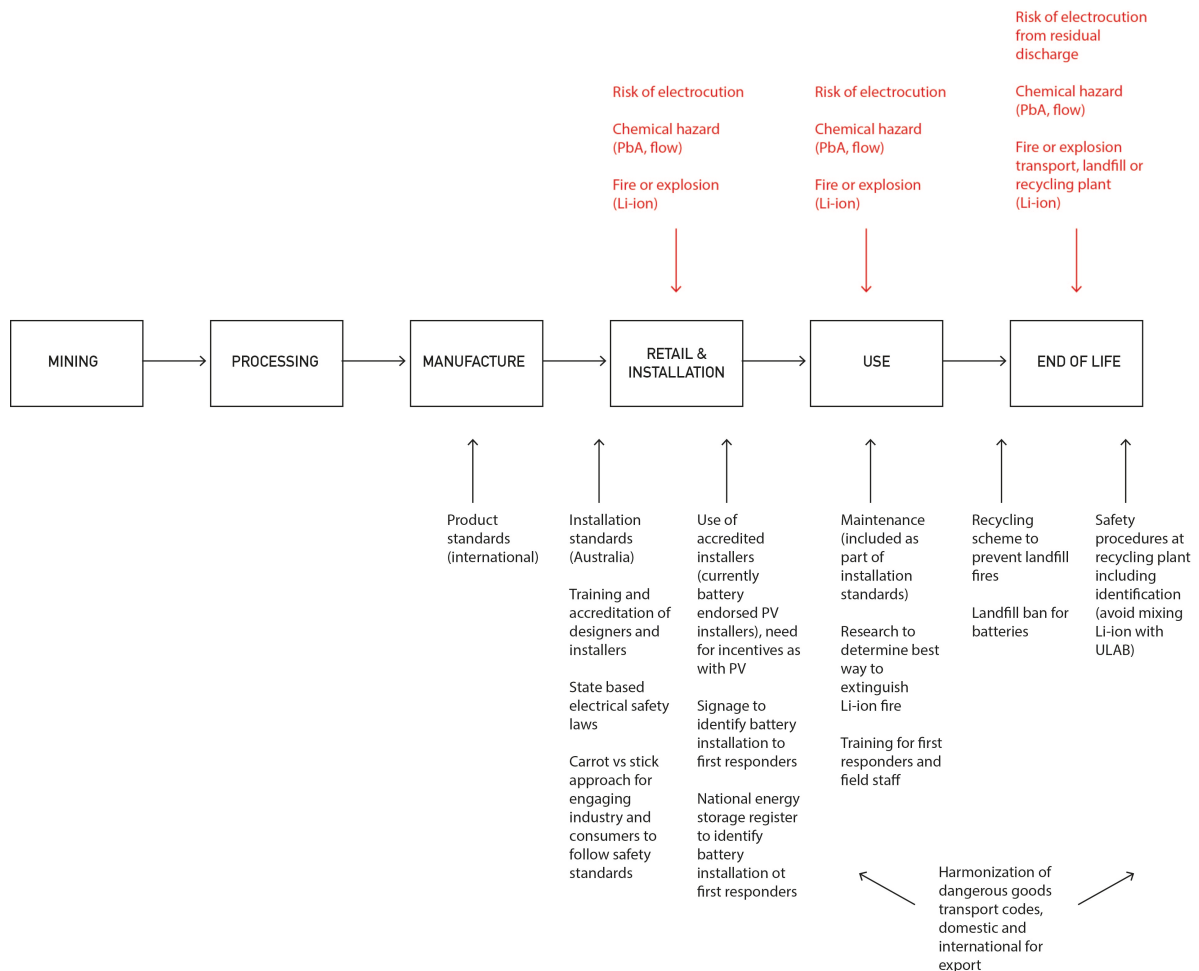 Risk of electrocution
from residual
discharge
Chemical hazard
(PbA, flow)
Fire or explosion
transport, landfill or
recycling plant
(Li-ion)
Risk of electrocution
Chemical hazard
(PbA, flow)
Fire or explosion
(Li-ion)
Risk of electrocution
Chemical hazard
(PbA, flow)
Fire or explosion
(Li-ion)
MINING
PROCESSING
MANUFACTURE
RETAIL &
INSTALLATION
USE
END OF LIFE
Product
standards
(international)
Installation
standards
(Australia)
Training and
accreditation of
designers and
installers
State based
electrical safety
laws
Carrot vs stick
approach for
engaging
industry and
consumers to
follow safety
standards
Use of
accredited
installers
(currently
battery
endorsed PV
installers), need
for incentives as
with PV
Signage to
identify battery
installation to
first responders
National energy
storage register
to identify
battery
installation ot
first responders
Maintenance
(included as
part of
installation
standards)
Research to
determine best
way to
extinguish
Li-ion fire
Training for first
responders and
field staff
Recycling
scheme to
prevent landfill
fires
Landfill ban for
batteries
Safety
procedures at
recycling plant
including
identification
(avoid mixing
Li-ion with
ULAB)
Harmonization of
dangerous goods
transport codes,
domestic and
international for
export